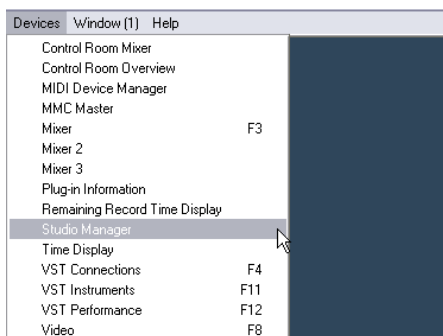 Devices Window (1) Help
Control Room Mixer
Control Room Overview
MIDI Device Manager
MMC Master
Mixer F3
Mixer 2
Mixer 3
Plug-in Information
Remaining Record Time Display
Studio Manager
Time Display
VST Connections F4
VST Instruments F11
VST Performance F12
Video F8